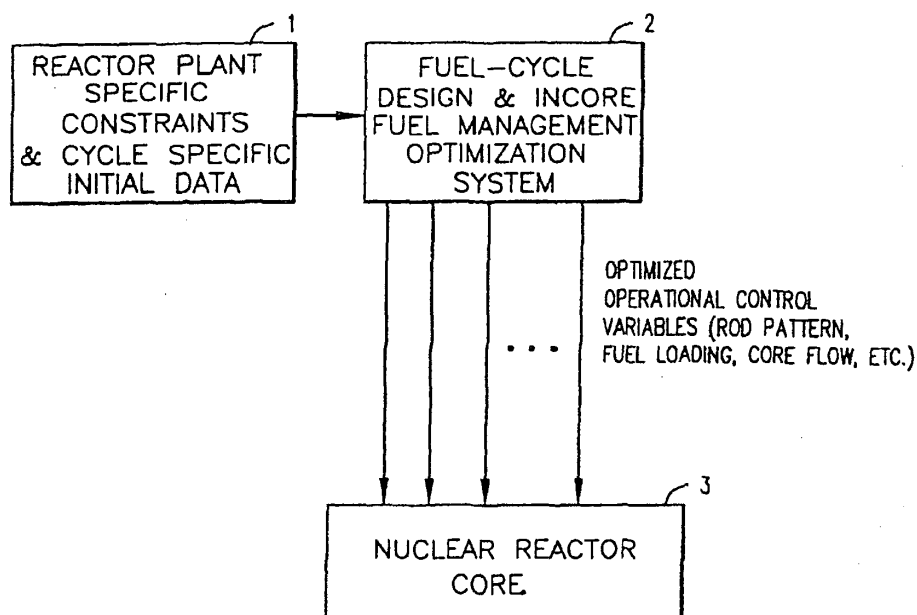 1
REACTOR PLANT
SPECIFIC
CONSTRAINTS
& CYCLE SPECIFIC
INITIAL DATA
2
FUEL-CYCLE
DESIGN & INCORE
FUEL MANAGEMENT
OPTIMIZATION
SYSTEM
OPTIMIZED
OPERATIONAL CONTROL
VARIABLES (ROD PATTERN,
FUEL LOADING, CORE FLOW, ETC.)
...
3
NUCLEAR REACTOR
CORE.